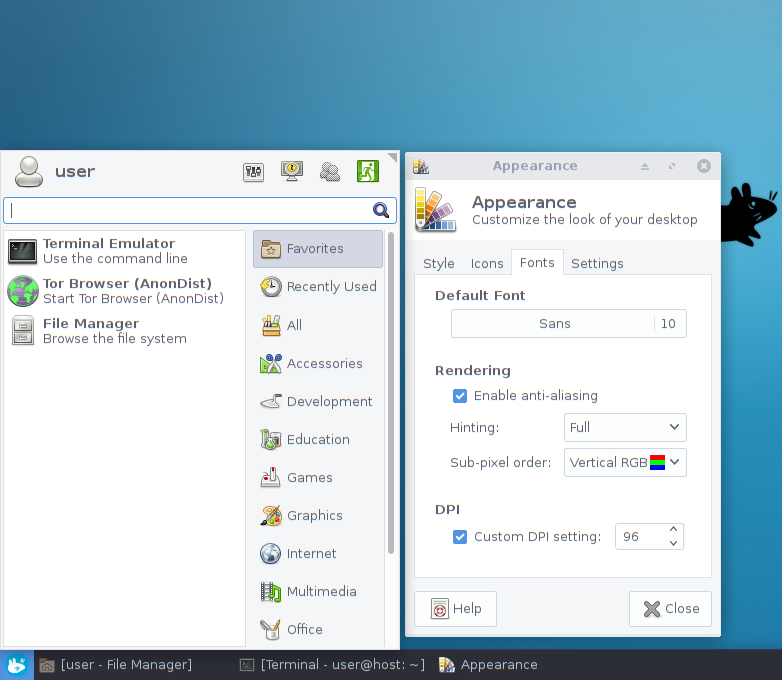 user
Terminal Emulator
Use the command line
Tor Browser (AnonDist)
Start Tor Browser (AnonDist)
File Manager
Browse the file system
Favorites
Recently Used
All
Accessories
Development
Education
Games
Graphics
Internet
Multimedia
Office
Appearance
Appearance
Customize the look of your desktop
Style Icons Fonts Settings
Default Font
Sans 10
Rendering
Enable anti-aliasing
Hinting: Full
Sub-pixel order: Vertical RGB
DPI
Custom DPI setting: 96
Help Close
[user - File Manager] [Terminal - user@host: ~] Appearance